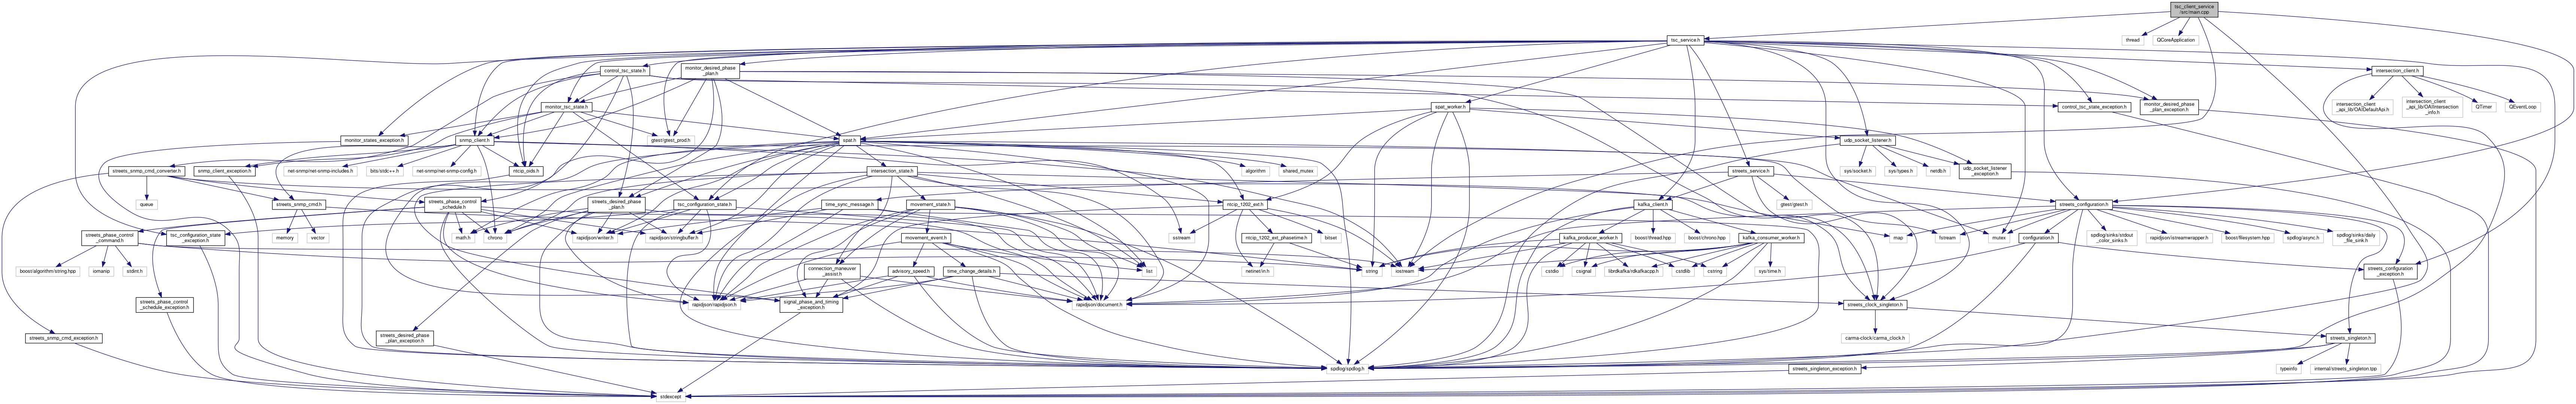 tsc_client_service
/src/main.cpp
tsc_service.h
thread
QCoreApplication
control_tsc_state.h
monitor_desired_phase
_plan.h
intersection_client.h
monitor_tsc_state.h
spat_worker.h
control_tsc_state_exception.h
monitor_desired_phase
_plan_exception.h
intersection_client
_api_lib/OAIDefaultApi.h
intersection_client
_api_lib/OAIIntersection
_info.h
QTimer
QEventLoop
monitor_states_exception.h
snmp_client.h
gtest/gtest_prod.h
spat.h
udp_socket_listener.h
streets_snmp_cmd_converter.h
snmp_client_exception.h
net-snmp/net-snmp-includes.h
bits/stdc++.h
net-snmp/net-snmp-config.h
ntcip_oids.h
intersection_state.h
algorithm
shared_mutex
streets_service.h
sys/socket.h
sys/types.h
netdb.h
udp_socket_listener
_exception.h
queue
streets_snmp_cmd.h
streets_phase_control
_schedule.h
streets_desired_phase
_plan.h
tsc_configuration_state.h
time_sync_message.h
movement_state.h
ntcip_1202_ext.h
kafka_client.h
gtest/gtest.h
streets_configuration.h
streets_phase_control
_command.h
memory
vector
tsc_configuration_state
_exception.h
math.h
chrono
rapidjson/writer.h
rapidjson/stringbuffer.h
movement_event.h
sstream
ntcip_1202_ext_phasetime.h
bitset
kafka_producer_worker.h
boost/thread.hpp
boost/chrono.hpp
kafka_consumer_worker.h
map
fstream
mutex
configuration.h
spdlog/sinks/stdout
_color_sinks.h
rapidjson/istreamwrapper.h
boost/filesystem.hpp
spdlog/async.h
spdlog/sinks/daily
_file_sink.h
boost/algorithm/string.hpp
iomanip
stdint.h
connection_maneuver
_assist.h
advisory_speed.h
time_change_details.h
list
netinet/in.h
string
iostream
cstdio
csignal
librdkafka/rdkafkacpp.h
cstdlib
cstring
sys/time.h
streets_configuration
_exception.h
streets_phase_control
_schedule_exception.h
rapidjson/rapidjson.h
signal_phase_and_timing
_exception.h
rapidjson/document.h
streets_clock_singleton.h
streets_snmp_cmd_exception.h
streets_desired_phase
_plan_exception.h
carma-clock/carma_clock.h
streets_singleton.h
spdlog/spdlog.h
streets_singleton_exception.h
typeinfo
internal/streets_singleton.tpp
stdexcept